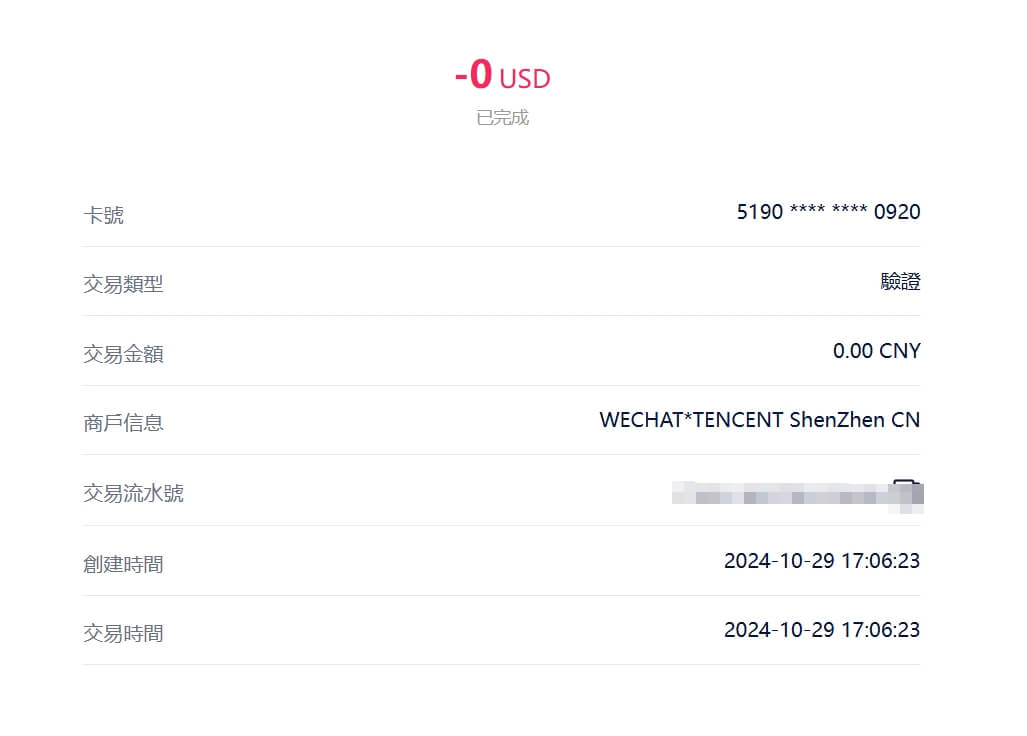 -0 USD
已完成
卡號 5190 **** **** 0920
交易類型 驗證
交易金額 0.00 CNY
商戶信息 WECHAT*TENCENT ShenZhen CN
交易流水號
創建時間 2024-10-29 17:06:23
交易時間 2024-10-29 17:06:23